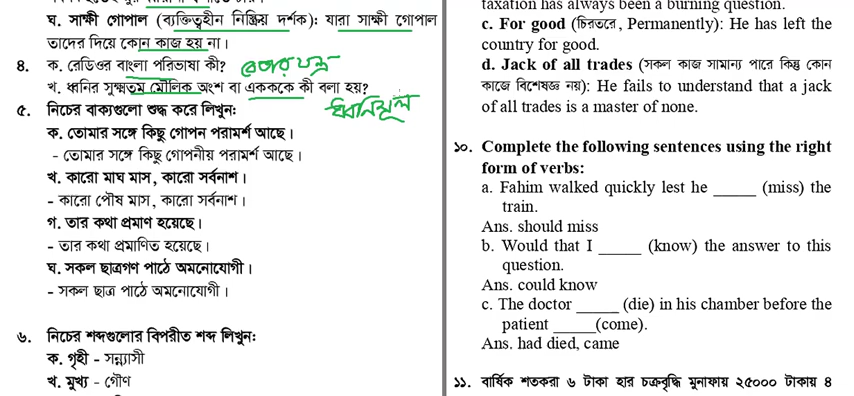 ঘ. সাক্ষী গোপাল (ব্যক্তিত্বহীন নিষ্ক্রিয় দর্শক): যারা সাক্ষী গোপাল
তাদের দিয়ে কোন কাজ হয় না।
৪. ক. রেডিওর বাংলা পরিভাষা কী? বেতার যন্ত্র
খ. ধ্বনির সূক্ষ্মতম মৌলিক অংশ বা একককে কী বলা হয়?
ধ্বনিমূল
৫. নিচের বাক্যগুলো শুদ্ধ করে লিখুন:
ক. তোমার সঙ্গে কিছু গোপন পরামর্শ আছে।
- তোমার সঙ্গে কিছু গোপনীয় পরামর্শ আছে।
খ. কারো মাঘ মাস, কারো সর্বনাশ।
- কারো পৌষ মাস, কারো সর্বনাশ।
গ. তার কথা প্রমাণ হয়েছে।
- তার কথা প্রমাণিত হয়েছে।
ঘ. সকল ছাত্রগণ পাঠে অমনোযোগী।
- সকল ছাত্র পাঠে অমনোযোগী।
৬. নিচের শব্দগুলোর বিপরীত শব্দ লিখুন:
ক. গৃহী - সন্ন্যাসী
খ. মুখ্য - গৌণ
taxation has always been a burning question.
c. For good (চিরতরে, Permanently): He has left the
country for good.
d. Jack of all trades (সকল কাজ সামান্য পারে কিন্তু কোন
কাজে বিশেষজ্ঞ নয়): He fails to understand that a jack
of all trades is a master of none.
১০. Complete the following sentences using the right
form of verbs:
a. Fahim walked quickly lest he ______ (miss) the
train.
Ans. should miss
b. Would that I ______ (know) the answer to this
question.
Ans. could know
c. The doctor ______ (die) in his chamber before the
patient ______(come).
Ans. had died, came
১১. বার্ষিক শতকরা ৬ টাকা হার চক্রবৃদ্ধি মুনাফায় ২৫০০০ টাকায় ৪